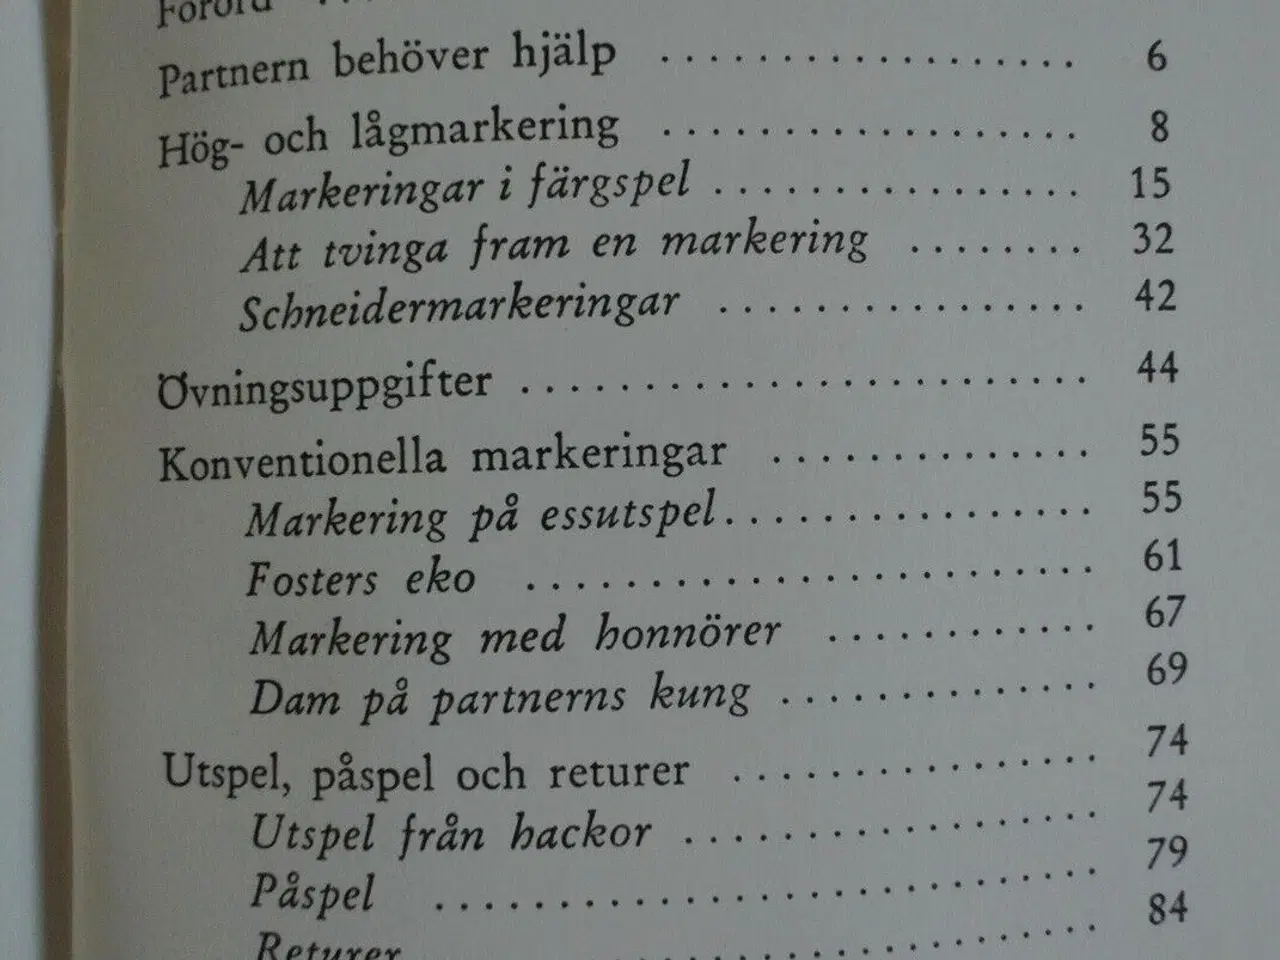 Förord . . .
Partnern behöver hjälp . . . . . . . . . . . . . . . . . . 6
Hög- och lågmarkering . . . . . . . . . . . . . . . . . . 8
Markeringar i färgspel . . . . . . . . . . . . . . . . 15
Att tvinga fram en markering . . . . . . . . 32
Schneidermarkeringar . . . . . . . . . . . . . . . . 42
Övningsuppgifter . . . . . . . . . . . . . . . . . . . . . . . . 44
Konventionella markeringar . . . . . . . . . . . . . . 55
Markering på essutspel . . . . . . . . . . . . . . . . 55
Fosters eko . . . . . . . . . . . . . . . . . . . . . . . . 61
Markering med honnörer . . . . . . . . . . . . 67
Dam på partnerns kung . . . . . . . . . . . . . . 69
Utspel, påspel och returer . . . . . . . . . . . . . . . . 74
Utspel från hackor . . . . . . . . . . . . . . . . . . 74
Påspel . . . . . . . . . . . . . . . . . . . . . . . . . . . . 79
Returer . . . . . . . . . . . . . . . . . . . . . . . . . . 84